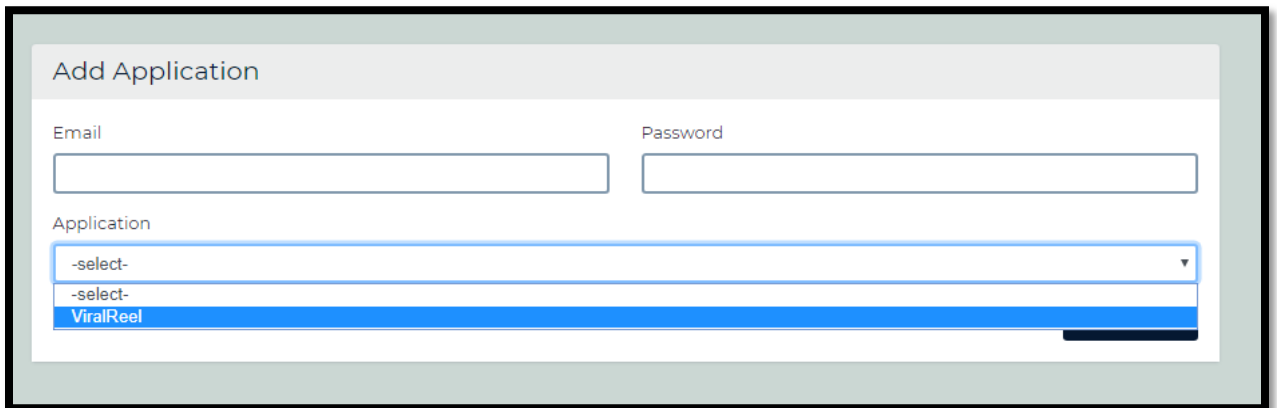 Add Application
Email
Password
Application
-select-
-select-
ViralReel